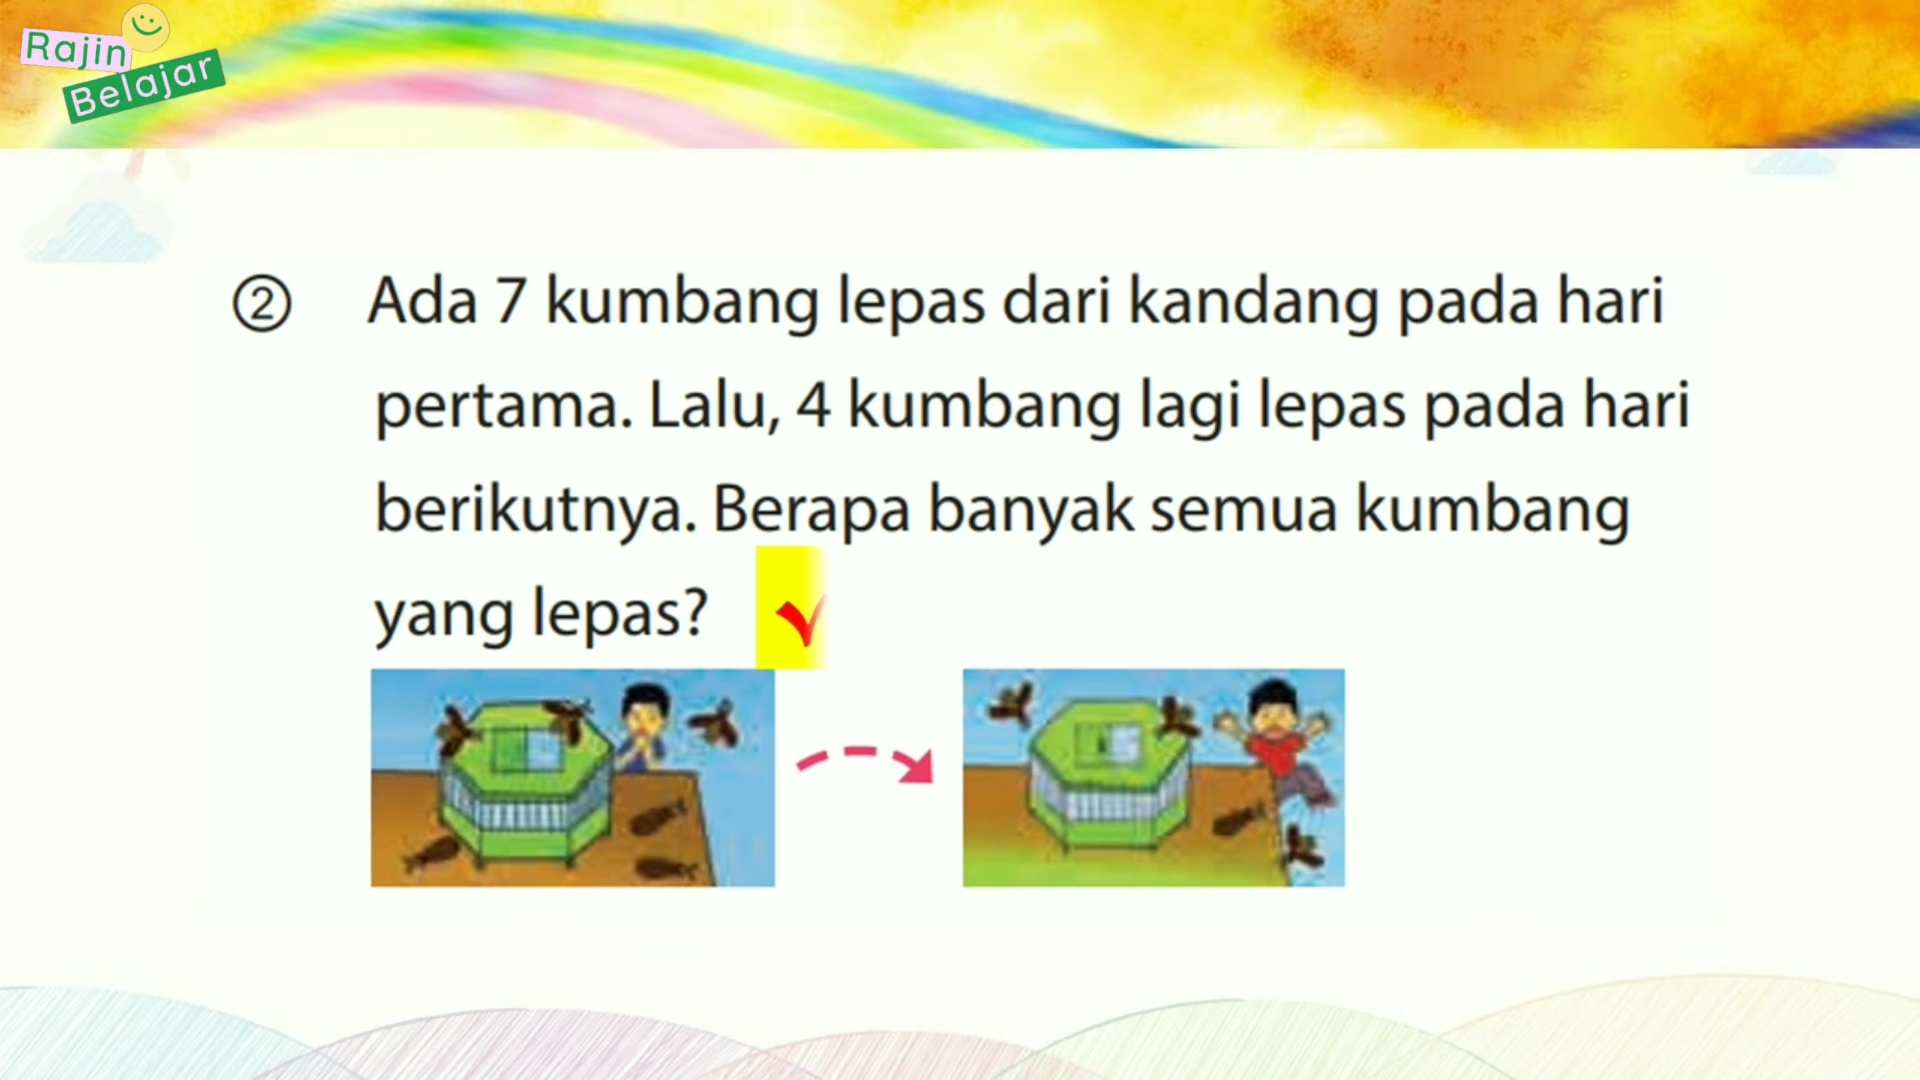 Rajin
Belajar
② Ada 7 kumbang lepas dari kandang pada hari
pertama. Lalu, 4 kumbang lagi lepas pada hari
berikutnya. Berapa banyak semua kumbang
yang lepas?